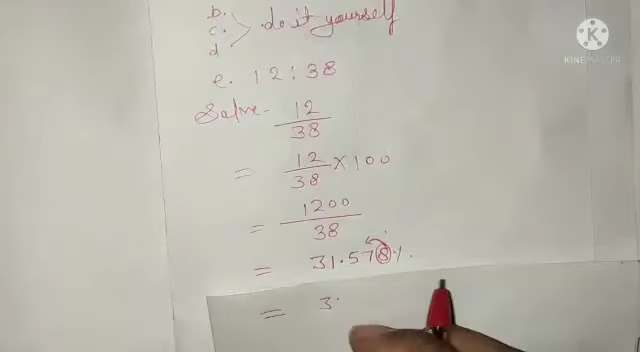 b.
c. > do it yourself
d
e. 12:38
Solve- 12/38
= 12/38 × 100
= 1200/38
= 31.578%.
= 3.
K
KINEMASTER